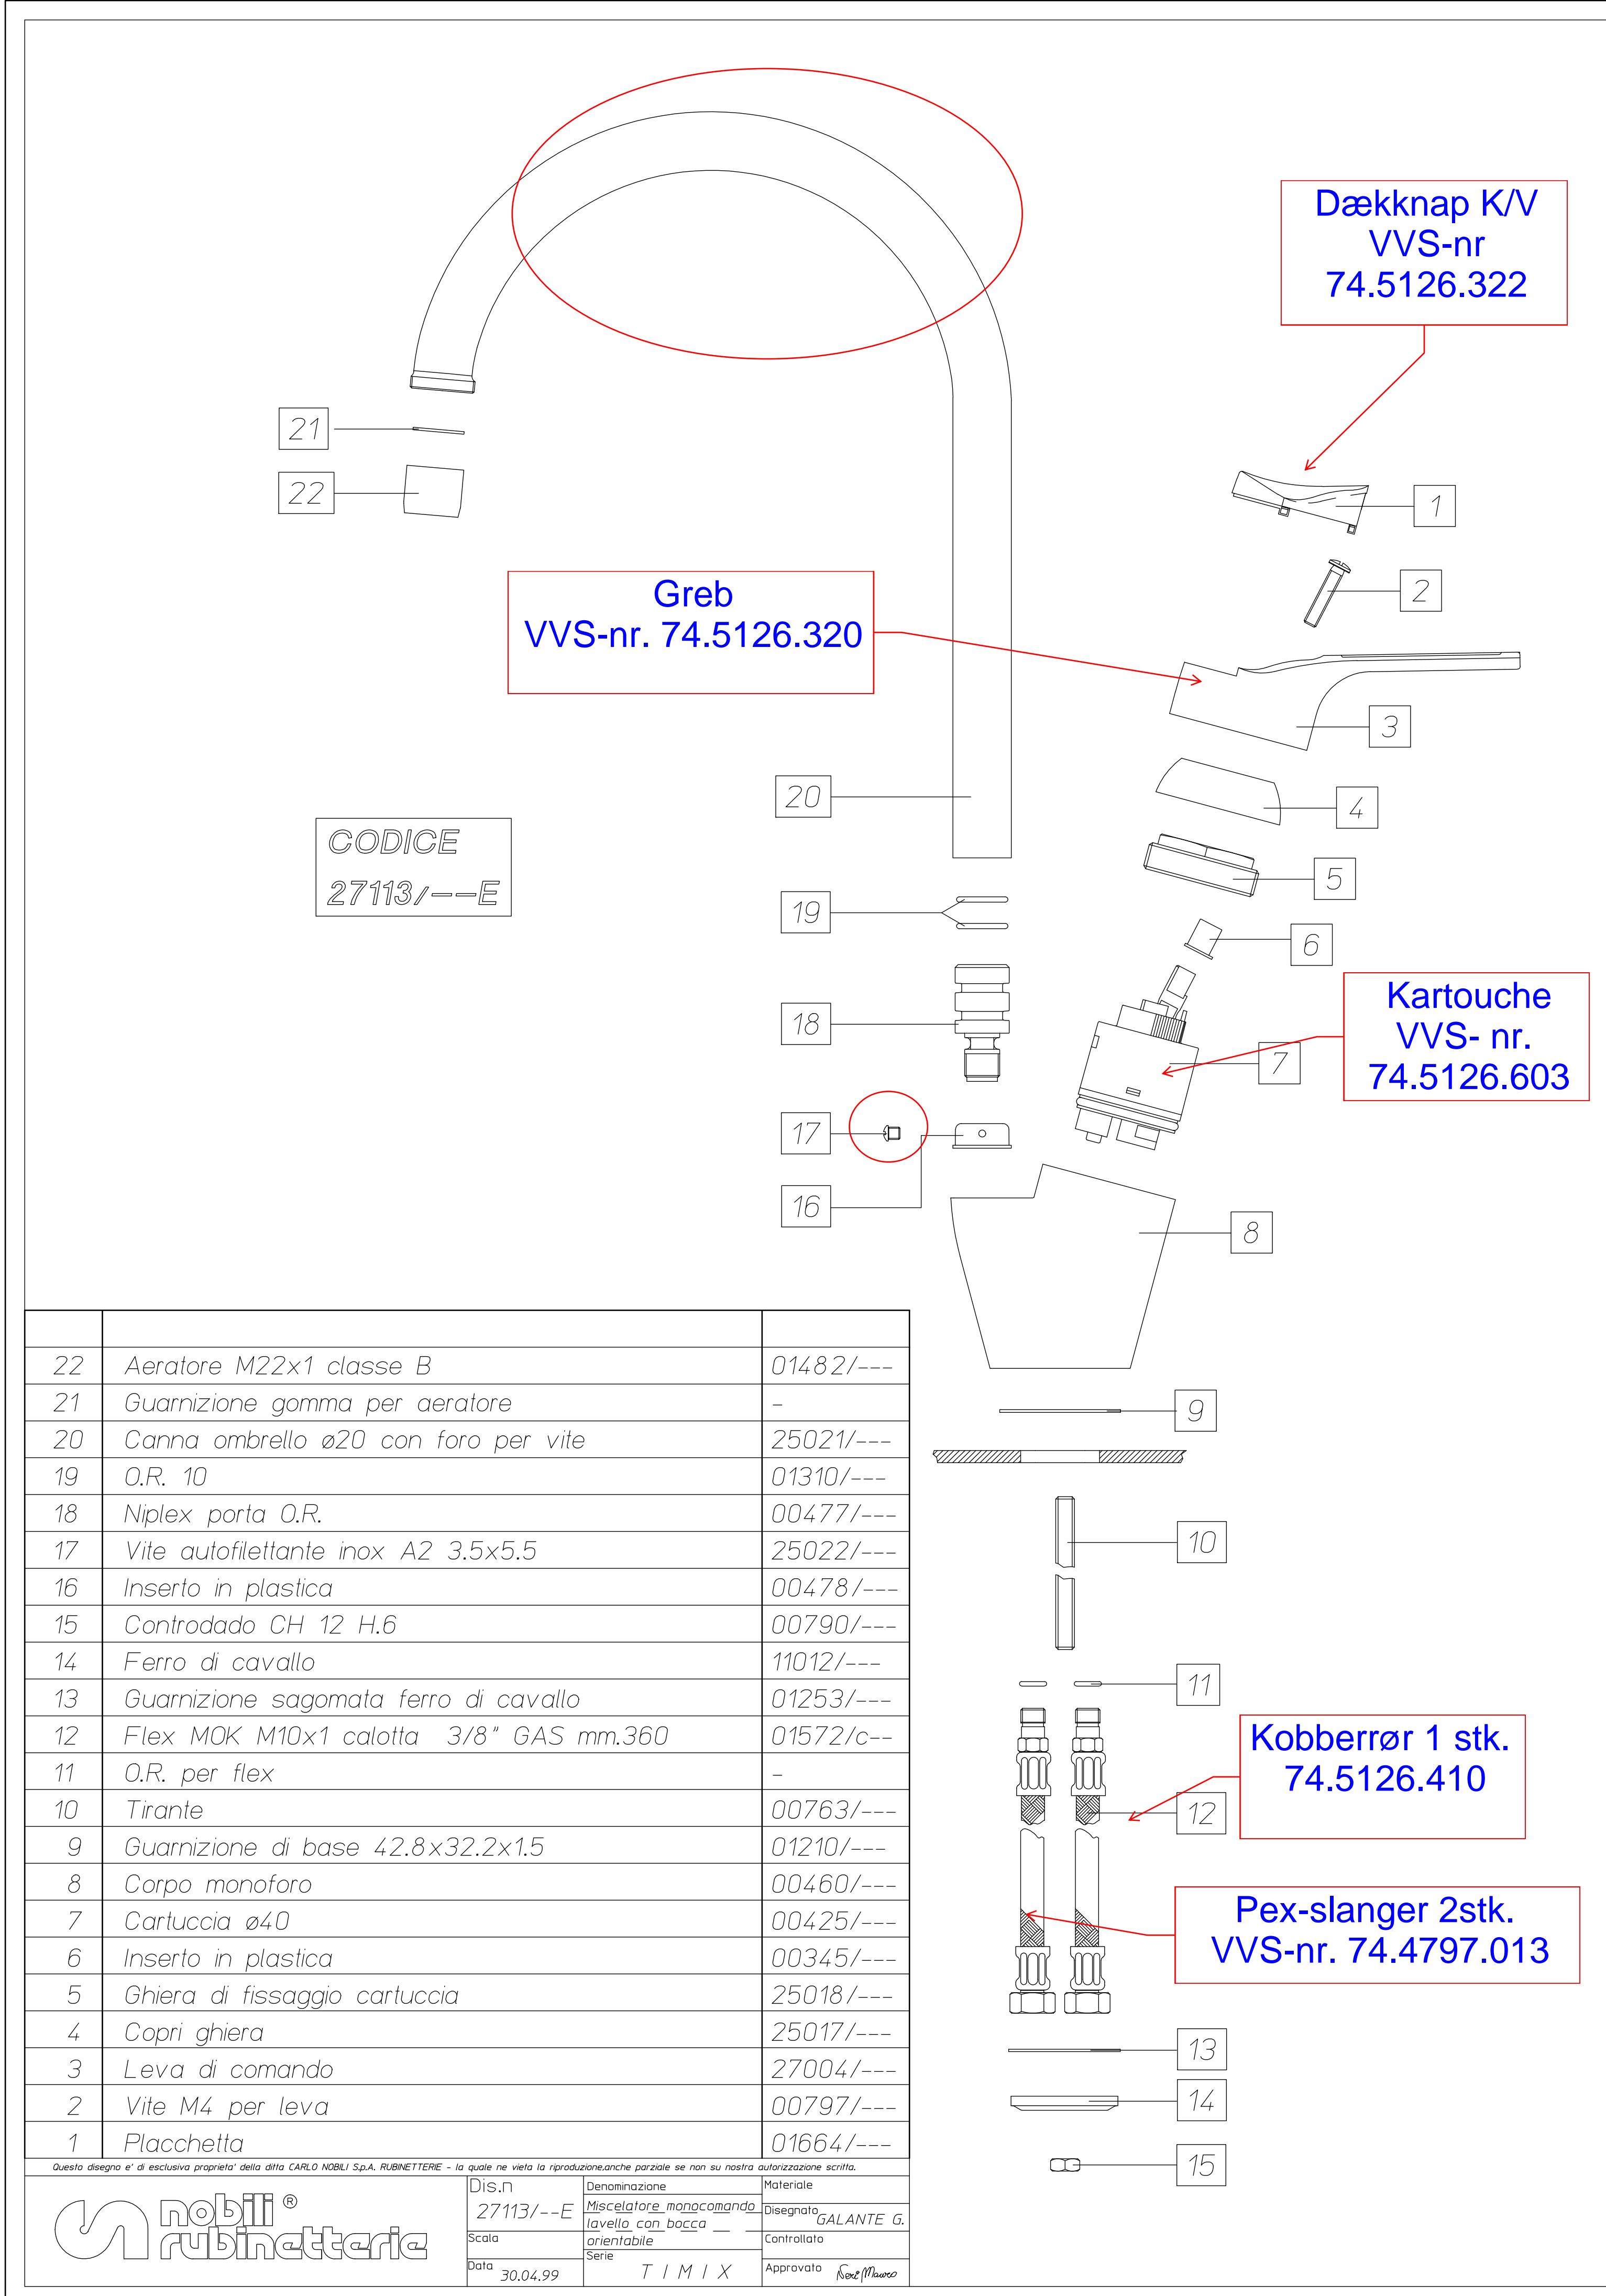 Dækknap K/V
VVS-nr
74.5126.322
21
22
1
2
Greb
VVS-nr. 74.5126.320
3
20
4
CODICE
27113/--E
5
19
6
18
Kartouche
VVS- nr.
74.5126.603
7
17
16
8
22 Aeratore M22x1 classe B 01482/---
21 Guarnizione gomma per aeratore -
20 Canna ombrello ø20 con foro per vite 25021/---
19 O.R. 10 01310/---
18 Niplex porta O.R. 00477/---
17 Vite autofilettante inox A2 3.5x5.5 25022/---
16 Inserto in plastica 00478/---
15 Controdado CH 12 H.6 00790/---
14 Ferro di cavallo 11012/---
13 Guarnizione sagomata ferro di cavallo 01253/---
12 Flex MOK M10x1 calotta 3/8" GAS mm.360 01572/c--
11 O.R. per flex -
10 Tirante 00763/---
9 Guarnizione di base 42.8x32.2x1.5 01210/---
8 Corpo monoforo 00460/---
7 Cartuccia ø40 00425/---
6 Inserto in plastica 00345/---
5 Ghiera di fissaggio cartuccia 25018/---
4 Copri ghiera 25017/---
3 Leva di comando 27004/---
2 Vite M4 per leva 00797/---
1 Placchetta 01664/---
9
10
11
Kobberrør 1 stk.
74.5126.410
12
Pex-slanger 2stk.
VVS-nr. 74.4797.013
13
14
15
Questo disegno e' di esclusiva proprieta' della ditta CARLO NOBILI S.p.A. RUBINETTERIE - la quale ne vieta la riproduzione,anche parziale se non su nostra autorizzazione scritta.
nobili ®
rubinetterie
Dis.n
27113/--E
Scala
Data 30.04.99
Denominazione
Miscelatore monocomando
lavello con bocca
orientabile
Serie
TIMIX
Materiale
Disegnato GALANTE G.
Controllato
Approvato Neri Mauro